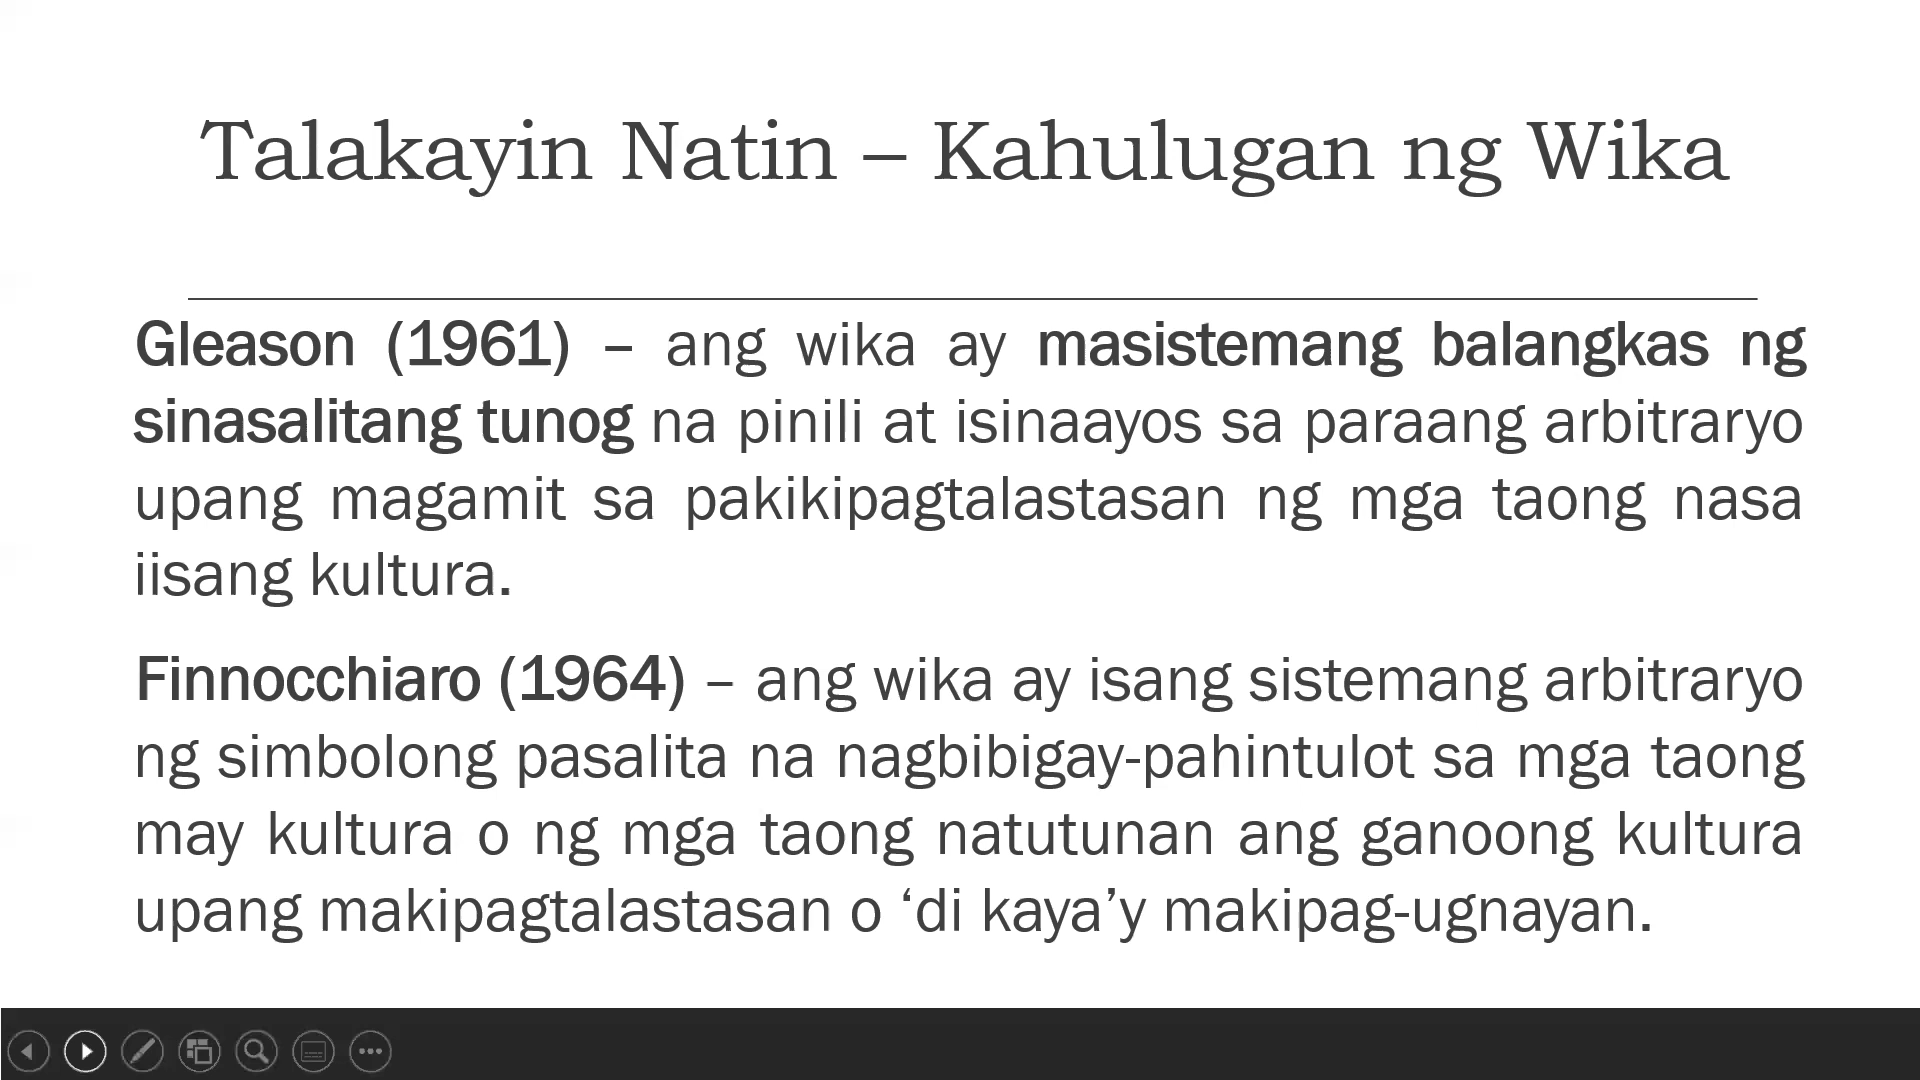 Talakayin Natin – Kahulugan ng Wika
Gleason (1961) – ang wika ay masistemang balangkas ng
sinasalitang tunog na pinili at isinaayos sa paraang arbitraryo
upang magamit sa pakikipagtalastasan ng mga taong nasa
iisang kultura.
Finnocchiaro (1964) – ang wika ay isang sistemang arbitraryo
ng simbolong pasalita na nagbibigay-pahintulot sa mga taong
may kultura o ng mga taong natutunan ang ganoong kultura
upang makipagtalastasan o ‘di kaya’y makipag-ugnayan.